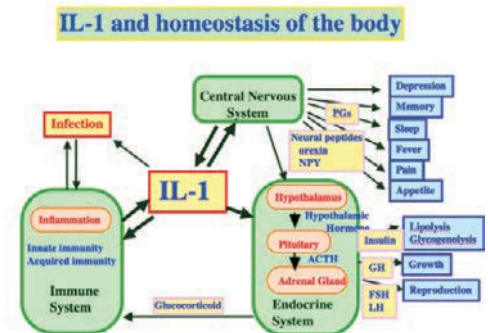 IL-1 and homeostasis of the body
Central Nervous
System
Depression
Memory
Sleep
Fever
Pain
Appetite
PGs
Neural peptides
orexin
NPY
Infection
IL-1
Inflammation
Innate immunity
Acquired immunity
Immune
System
Hypothalamus
Hypothalamic
Hormone
Pituitary
ACTH
Adrenal Gland
Endocrine
System
Insulin
GH
FSH
LH
Lipolysis
Glycogenolysis
Growth
Reproduction
Glucocorticoid